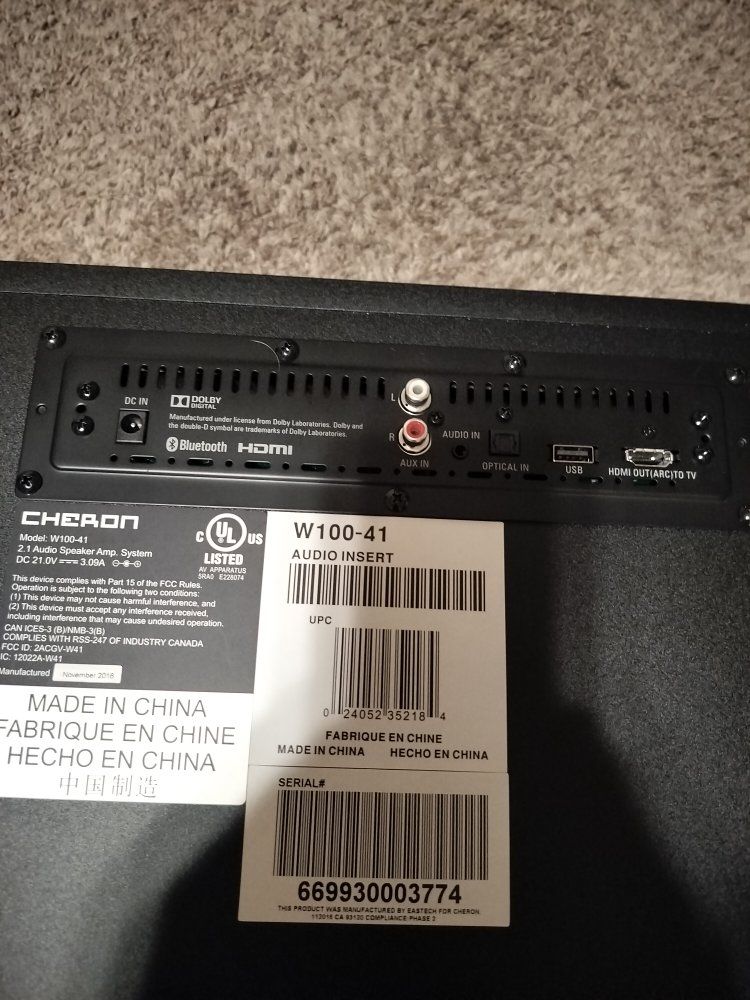 DC IN
DOLBY
DIGITAL
Manufactured under license from Dolby Laboratories. Dolby and
the double-D symbol are trademarks of Dolby Laboratories.
Bluetooth HDMI
L
R
AUX IN
AUDIO IN
OPTICAL IN
USB
HDMI OUT(ARC)TO TV
CHERON
Model: W100-41
2.1 Audio Speaker Amp. System
DC 21.0V 3.09A
C UL US
LISTED
AV APPARATUS
5RA0 E228074
This device complies with Part 15 of the FCC Rules.
Operation is subject to the following two conditions:
(1) This device may not cause harmful interference, and
(2) This device must accept any interference received,
including interference that may cause undesired operation.
CAN ICES-3 (B)/NMB-3(B)
COMPLIES WITH RSS-247 OF INDUSTRY CANADA
FCC ID: 2ACGV-W41
IC: 12022A-W41
Manufactured November 2016
MADE IN CHINA
FABRIQUE EN CHINE
HECHO EN CHINA
中国制造
W100-41
AUDIO INSERT
UPC
0 24052 35218 4
FABRIQUE EN CHINE
MADE IN CHINA HECHO EN CHINA
SERIAL#
669930003774
THIS PRODUCT WAS MANUFACTURED BY EASTECH FOR CHERON.
112016 CA 93120 COMPLIANCE PHASE 2